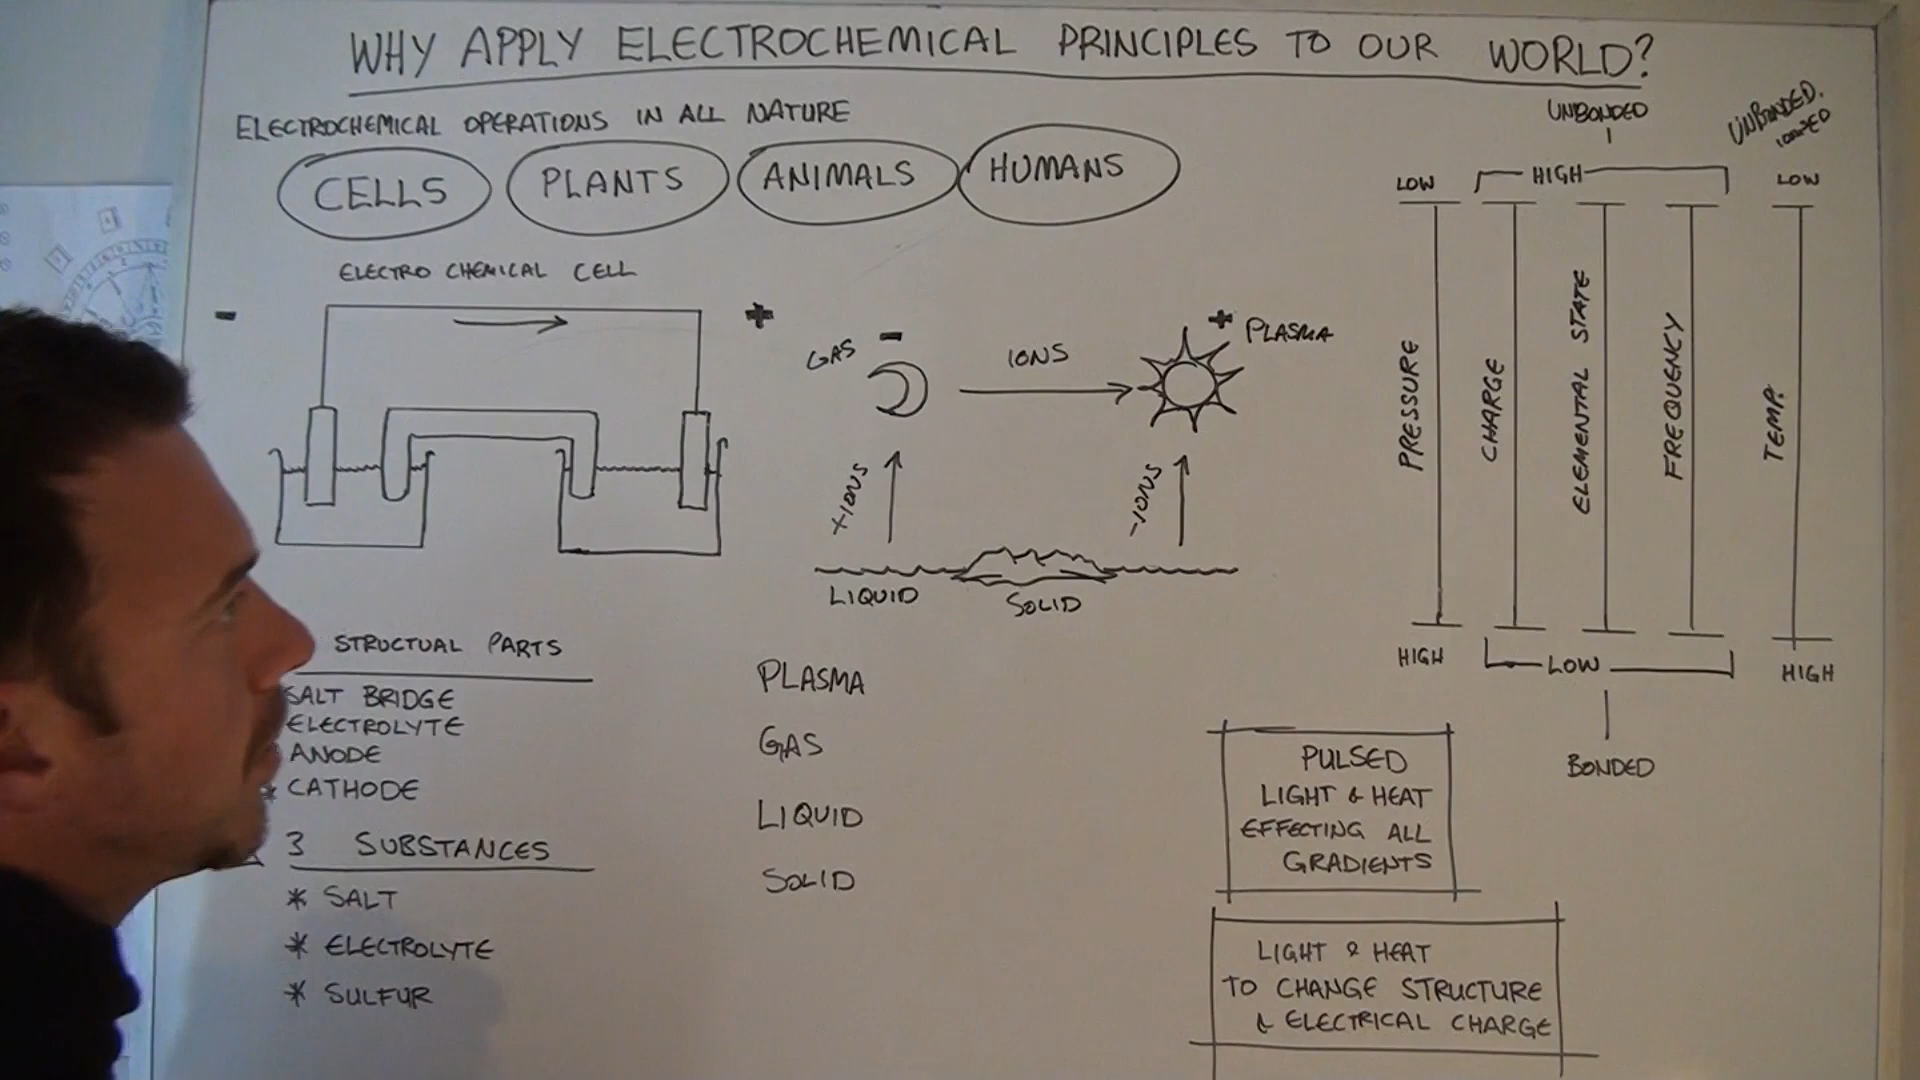 WHY APPLY ELECTROCHEMICAL PRINCIPLES TO OUR WORLD?
ELECTROCHEMICAL OPERATIONS IN ALL NATURE
CELLS
PLANTS
ANIMALS
HUMANS
ELECTRO CHEMICAL CELL
-
+
GAS
-
IONS
+
PLASMA
+IONS
-IONS
LIQUID
SOLID
UNBONDED
UNBONDED.
LOW
HIGH
LOW
PRESSURE
CHARGE
ELEMENTAL STATE
FREQUENCY
TEMP.
HIGH
LOW
HIGH
BONDED
STRUCTUAL PARTS
SALT BRIDGE
ELECTROLYTE
ANODE
* CATHODE
3 SUBSTANCES
* SALT
* ELECTROLYTE
* SULFUR
PLASMA
GAS
LIQUID
SOLID
PULSED
LIGHT & HEAT
EFFECTING ALL
GRADIENTS
LIGHT & HEAT
TO CHANGE STRUCTURE
& ELECTRICAL CHARGE